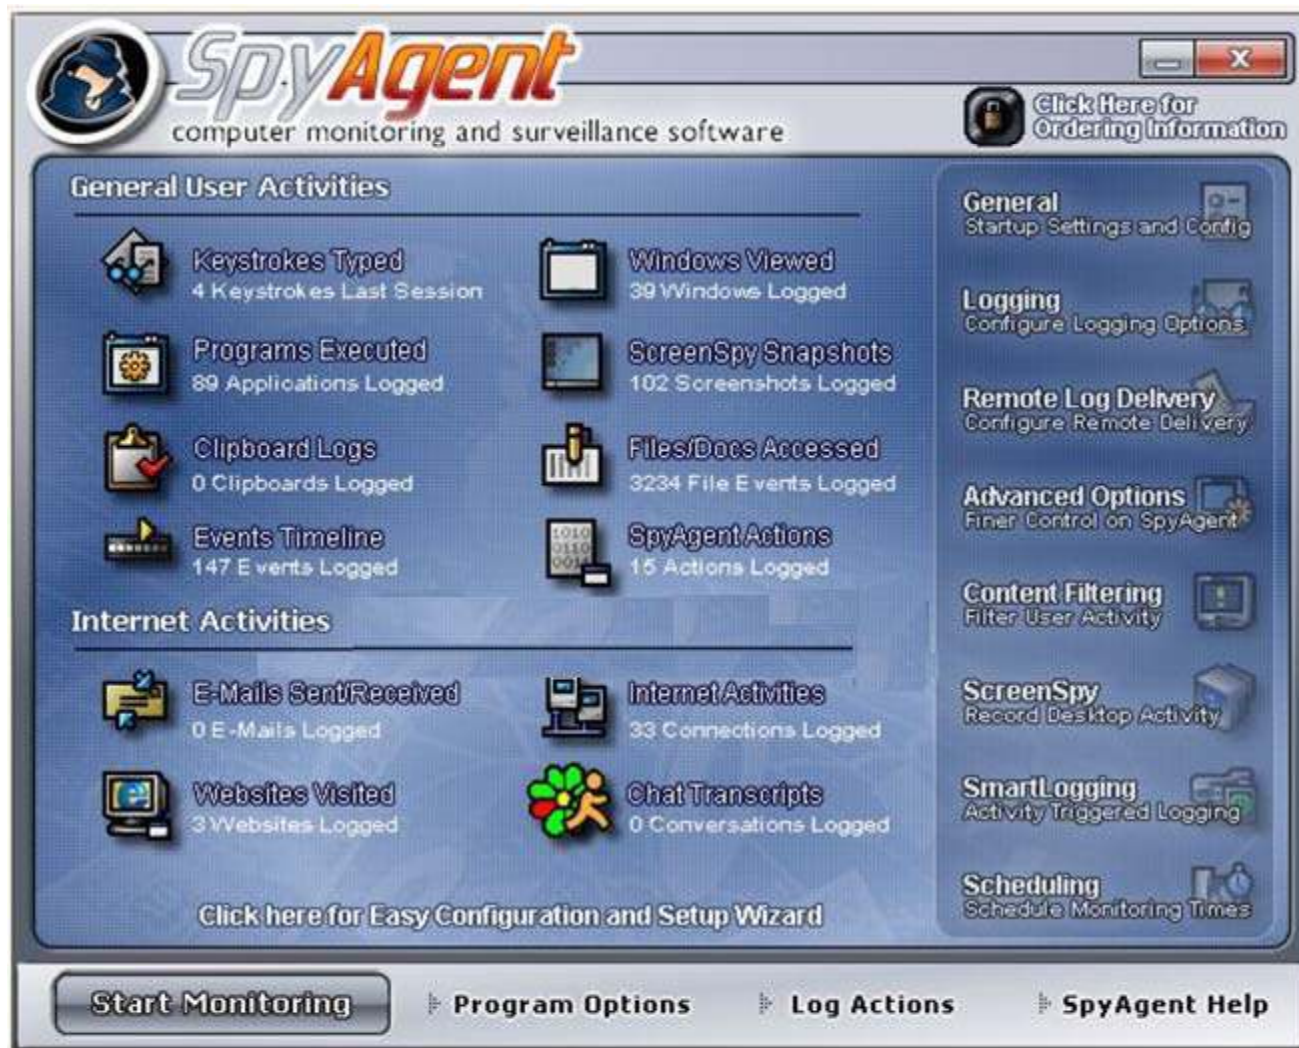 SpyAgent
computer monitoring and surveillance software
Click Here for
Ordering Information
General User Activities
Keystrokes Typed
4 Keystrokes Last Session
Windows Viewed
39 Windows Logged
Programs Executed
89 Applications Logged
ScreenSpy Snapshots
102 Screenshots Logged
Clipboard Logs
0 Clipboards Logged
Files/Docs Accessed
3234 File Events Logged
Events Timeline
147 Events Logged
SpyAgent Actions
15 Actions Logged
Internet Activities
E-Mails Sent/Received
0 E-Mails Logged
Internet Activities
33 Connections Logged
Websites Visited
3 Websites Logged
Chat Transcripts
0 Conversations Logged
Click here for Easy Configuration and Setup Wizard
General
Startup Settings and Config
Logging
Configure Logging Options
Remote Log Delivery
Configure Remote Delivery
Advanced Options
Finer Control on SpyAgent
Content Filtering
Filter User Activity
ScreenSpy
Record Desktop Activity
SmartLogging
Activity Triggered Logging
Scheduling
Schedule Monitoring Times
Start Monitoring
Program Options
Log Actions
SpyAgent Help